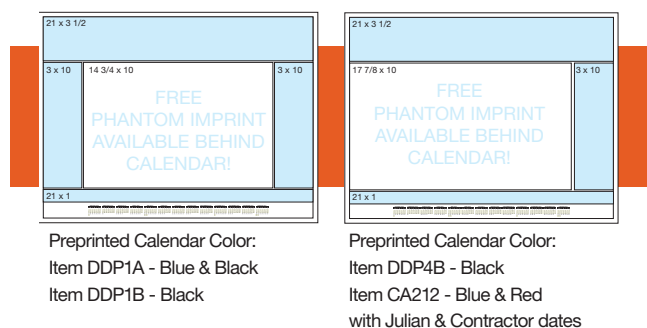 21 x 3 1/2
3 x 10
14 3/4 x 10
3 x 10
FREE
PHANTOM IMPRINT
AVAILABLE BEHIND
CALENDAR!
21 x 1
Preprinted Calendar Color:
Item DDP1A - Blue & Black
Item DDP1B - Black
21 x 3 1/2
17 7/8 x 10
3 x 10
FREE
PHANTOM IMPRINT
AVAILABLE BEHIND
CALENDAR!
21 x 1
Preprinted Calendar Color:
Item DDP4B - Black
Item CA212 - Blue & Red
with Julian & Contractor dates